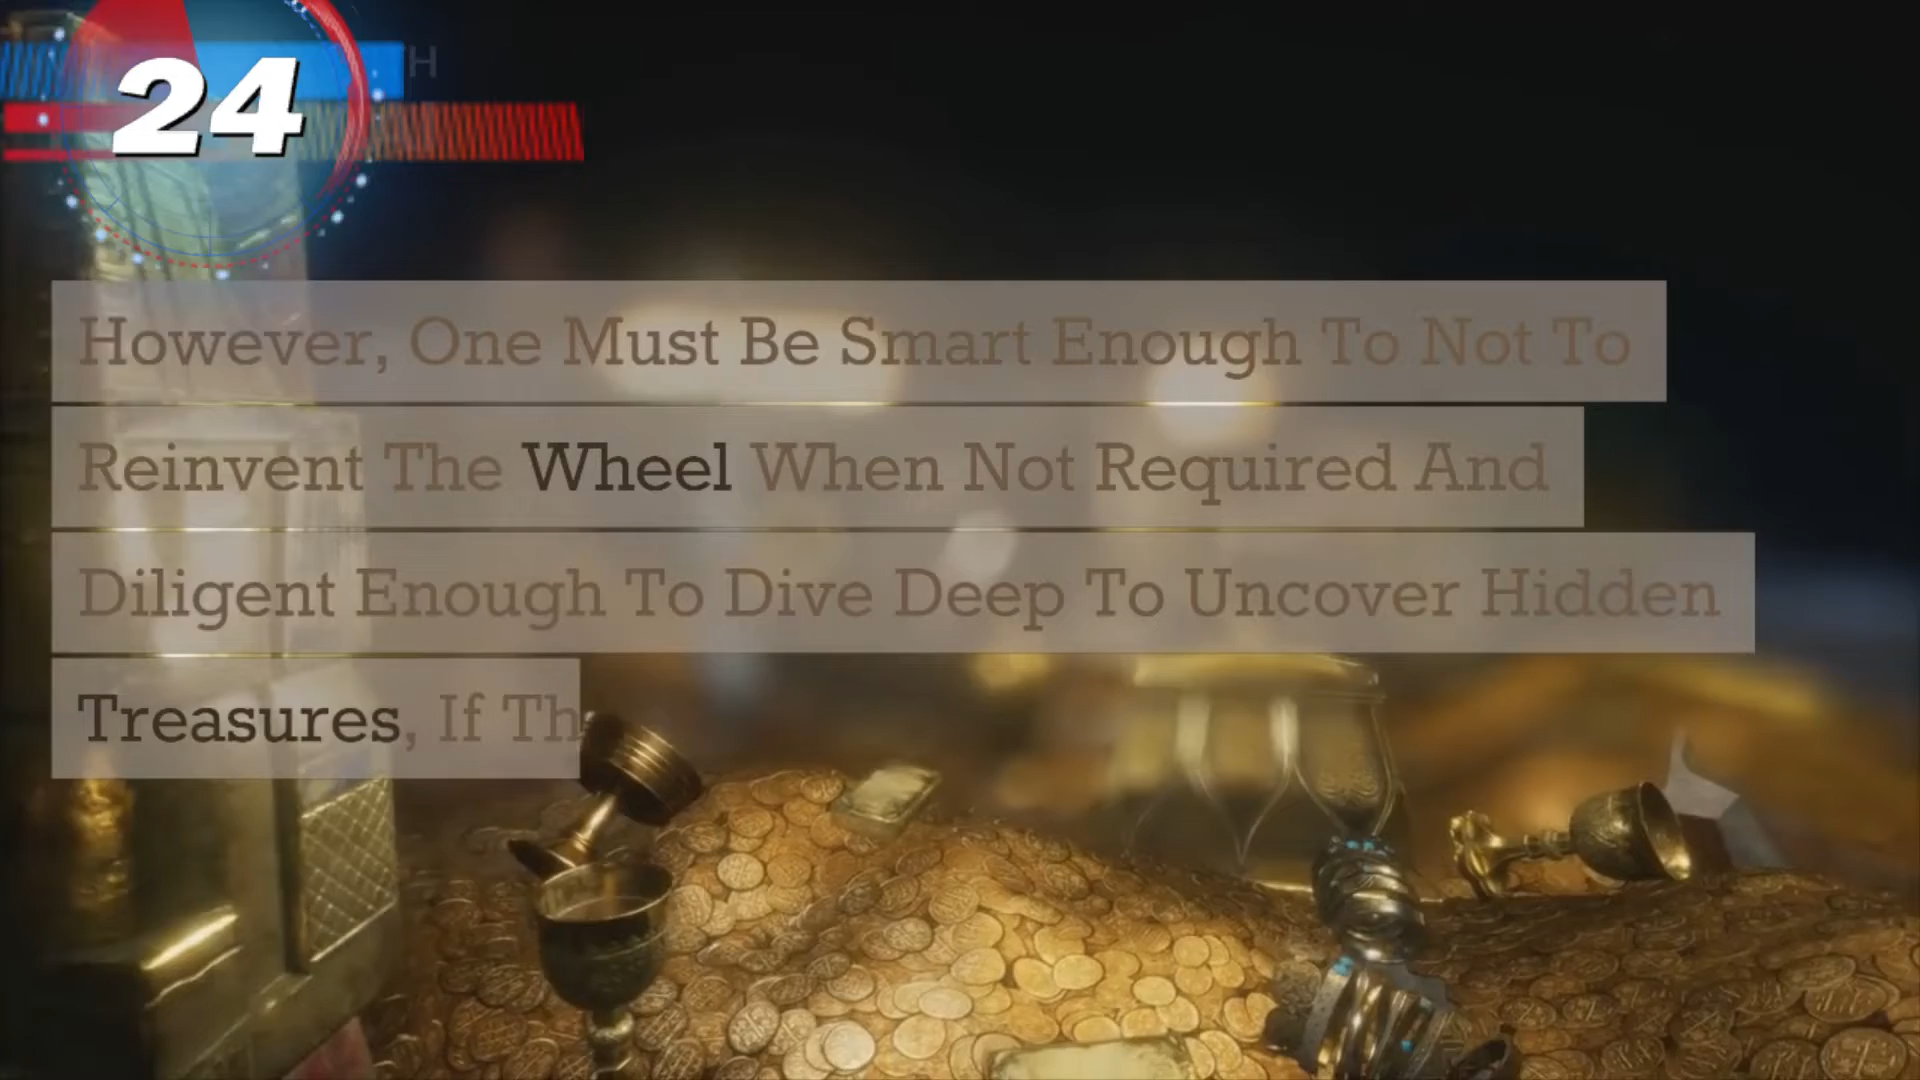 24
H
However, One Must Be Smart Enough To Not To
Reinvent The Wheel When Not Required And
Diligent Enough To Dive Deep To Uncover Hidden
Treasures, If Th